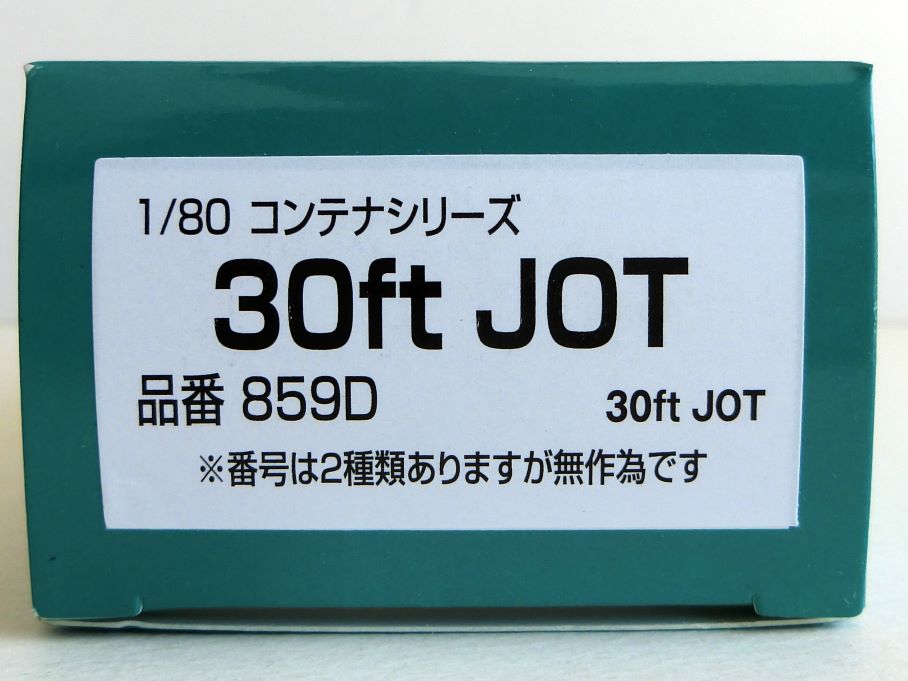 1/80 コンテナシリーズ
30ft JOT
品番 859D 30ft JOT
※番号は2種類ありますが無作為です